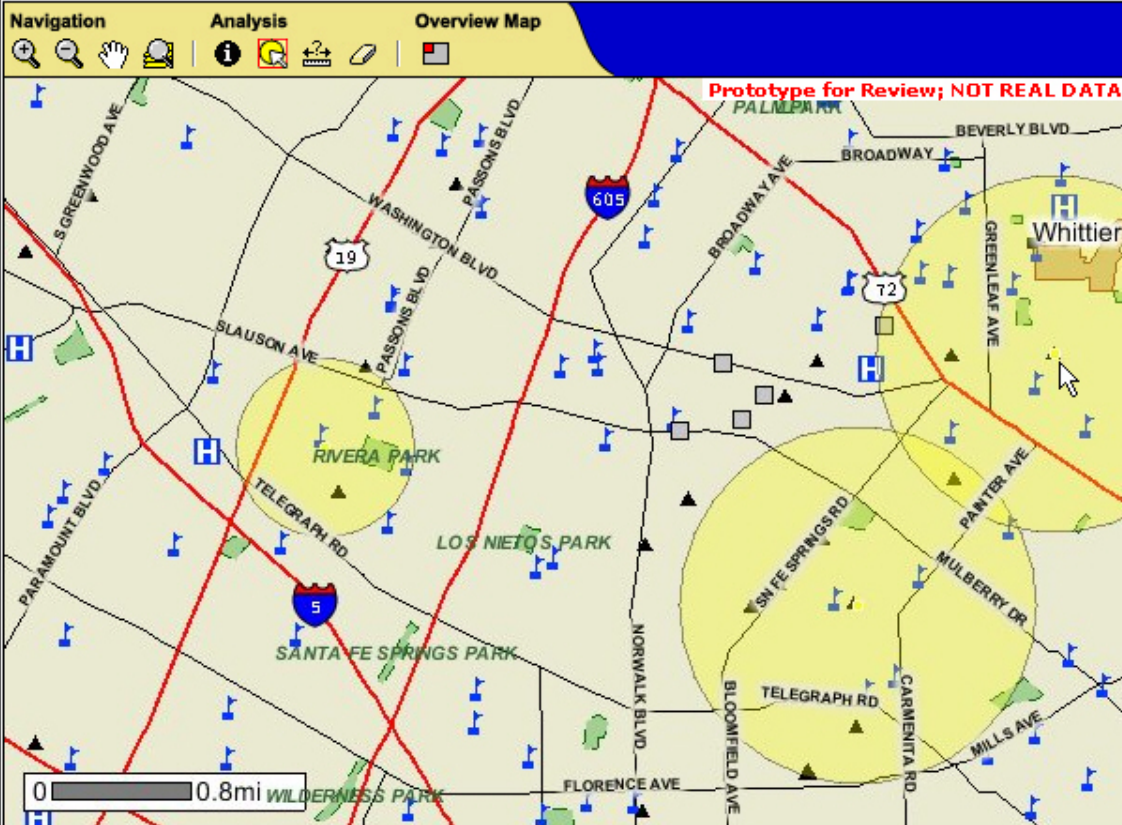 Navigation
Analysis
Overview Map
i
Prototype for Review; NOT REAL DATA
PALM PARK
BEVERLY BLVD
BROADWAY
S GREENWOOD AVE
PASSONS BLVD
605
BROADWAY AVE
H
WASHINGTON BLVD
Whittier
19
GREENLEAF AVE
PASSONS BLVD
72
SLAUSON AVE
H
H
H
RIVERA PARK
TELEGRAPH RD
PAINTER AVE
PARAMOUNT BLVD
SN FE SPRINGS RD
LOS NIETOS PARK
MULBERRY DR
5
SANTA FE SPRINGS PARK
NORWALK BLVD
TELEGRAPH RD
BLOOMFIELD AVE
CARMENITA RD
MILLS AVE
FLORENCE AVE
0 0.8mi
WILDERNESS PARK
H